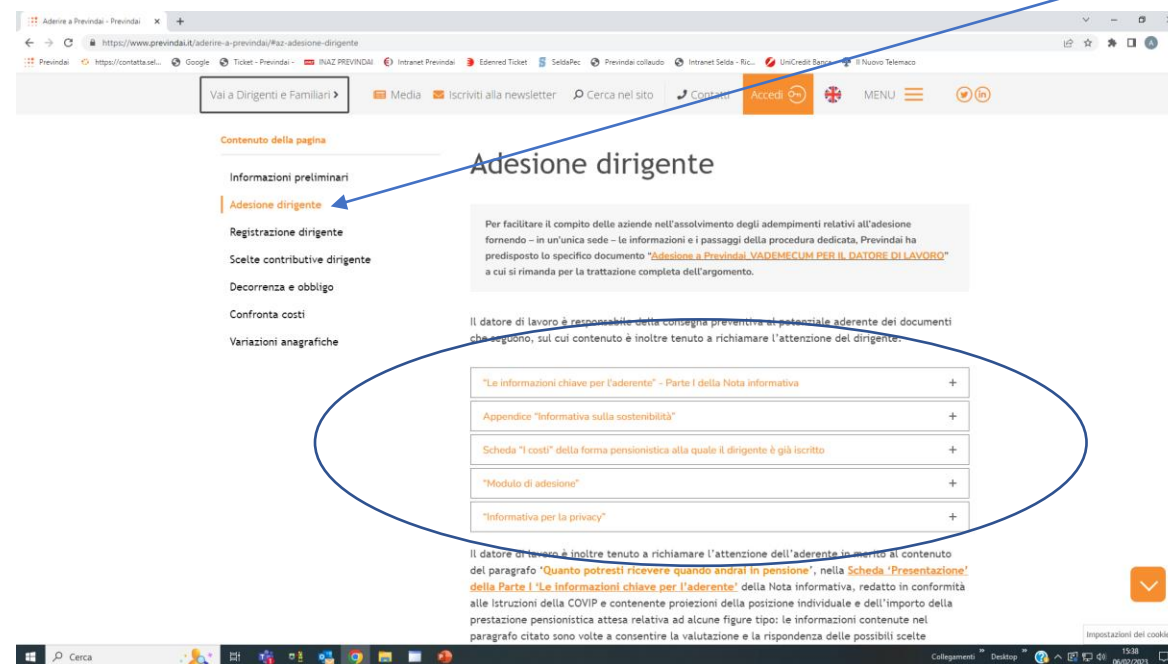 Aderire a Previndai - Previndai
https://www.previndai.it/aderire-a-previndai/#az-adesione-dirigente
Previndai https://contatta.sel... Google Ticket - Previndai - INAZ PREVINDAI Intranet Previndai Edenred Ticket SeldaPec Previndai collaudo Intranet Selda - Ric... UniCredit Banca Il Nuovo Telemaco
Vai a Dirigenti e Familiari Media Iscriviti alla newsletter Cerca nel sito Contatti Accedi MENU
Contenuto della pagina
Informazioni preliminari
Adesione dirigente
Registrazione dirigente
Scelte contributive dirigente
Decorrenza e obbligo
Confronta costi
Variazioni anagrafiche
Adesione dirigente
Per facilitare il compito delle aziende nell'assolvimento degli adempimenti relativi all'adesione
fornendo – in un'unica sede – le informazioni e i passaggi della procedura dedicata, Previndai ha
predisposto lo specifico documento "Adesione a Previndai_VADEMECUM PER IL DATORE DI LAVORO"
a cui si rimanda per la trattazione completa dell'argomento.
Il datore di lavoro è responsabile della consegna preventiva al potenziale aderente dei documenti
che seguono, sul cui contenuto è inoltre tenuto a richiamare l'attenzione del dirigente:
"Le informazioni chiave per l'aderente" - Parte I della Nota informativa +
Appendice "Informativa sulla sostenibilità" +
Scheda "I costi" della forma pensionistica alla quale il dirigente è già iscritto +
"Modulo di adesione" +
"Informativa per la privacy" +
Il datore di lavoro è inoltre tenuto a richiamare l'attenzione dell'aderente in merito al contenuto
del paragrafo 'Quanto potresti ricevere quando andrai in pensione', nella Scheda 'Presentazione'
della Parte I 'Le informazioni chiave per l'aderente' della Nota informativa, redatto in conformità
alle Istruzioni della COVIP e contenente proiezioni della posizione individuale e dell'importo della
prestazione pensionistica attesa relativa ad alcune figure tipo: le informazioni contenute nel
paragrafo citato sono volte a consentire la valutazione e la rispondenza delle possibili scelte
Impostazioni dei cookie
Cerca
Collegamenti Desktop 15:38
06/02/2023